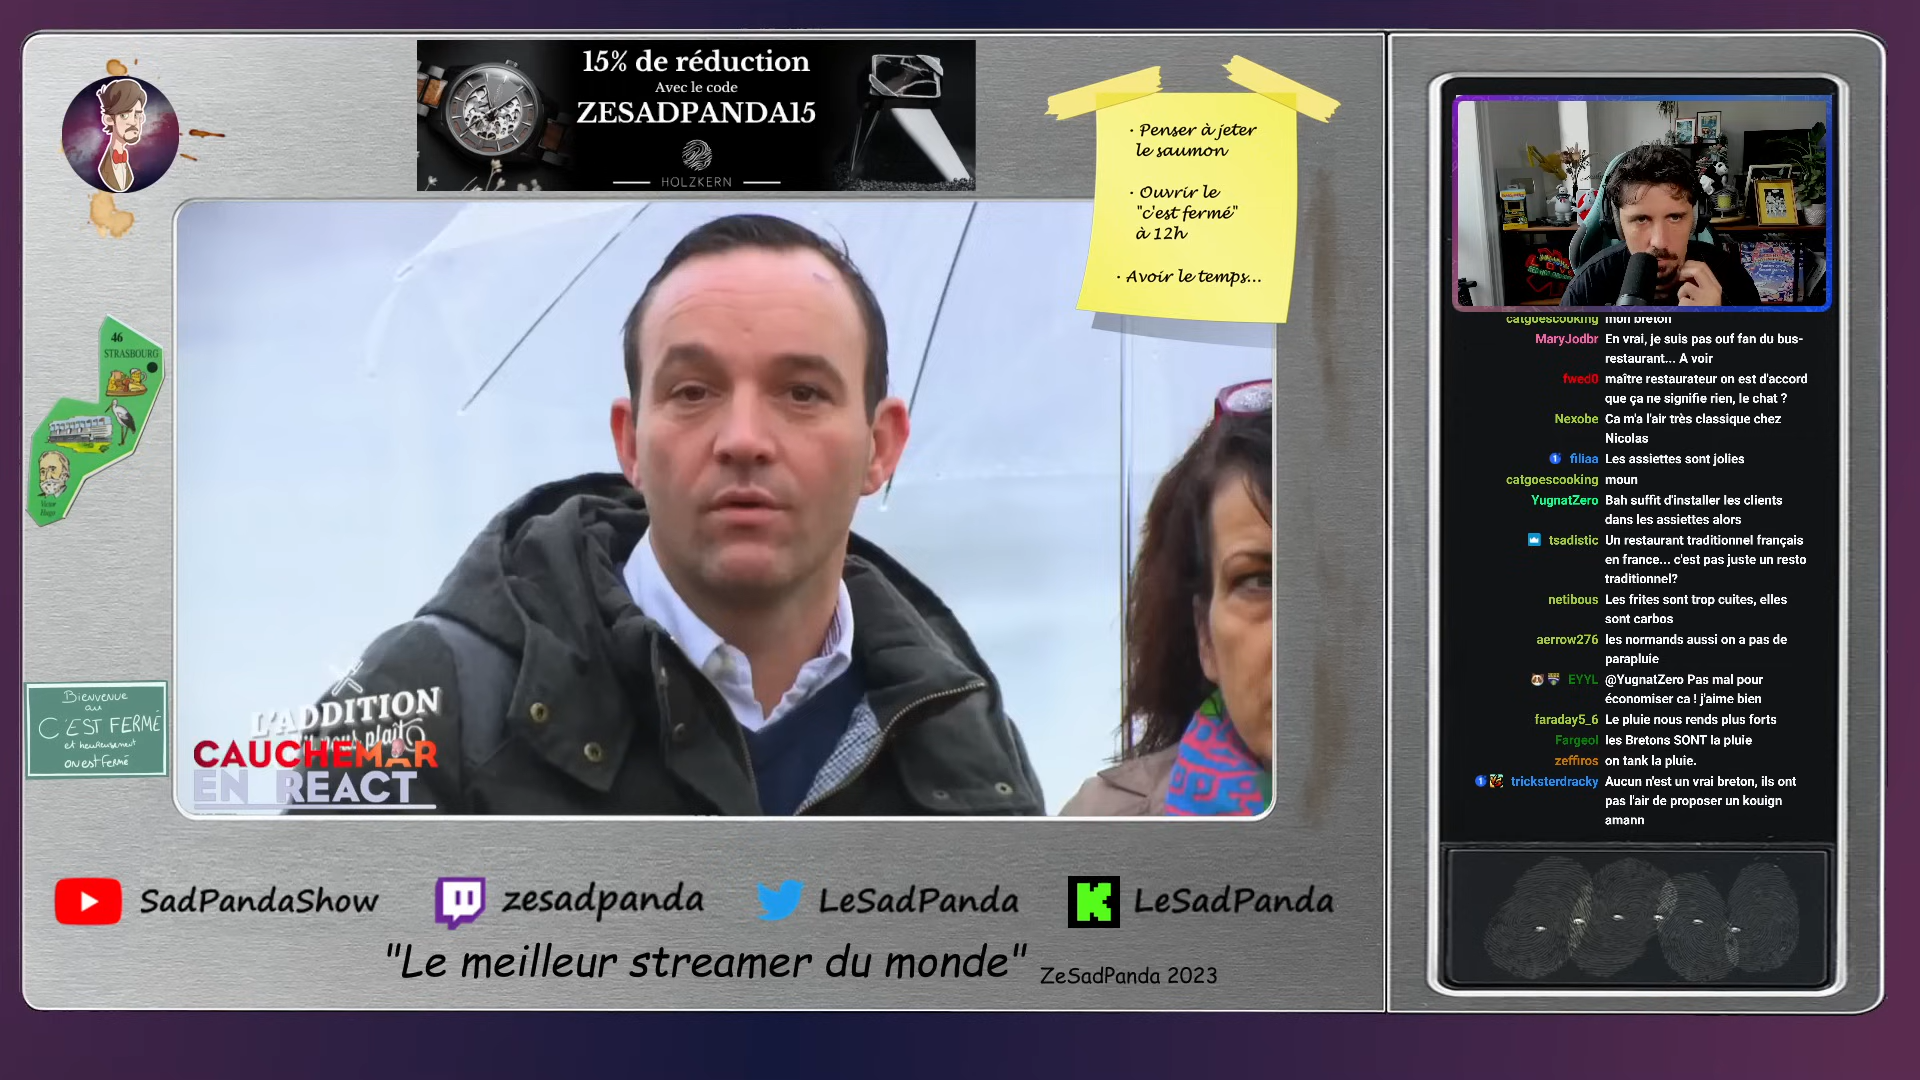 15% de réduction
Avec le code
ZESADPANDA15
HOLZKERN
· Penser à jeter
le saumon
· Ouvrir le
"c'est fermé"
à 12h
· Avoir le temps...
46
STRASBOURG
Victor
Hugo
Bienvenue
au
C'EST FERMÉ
et heureusement
on est fermé
L'ADDITION
s'il vous plaît
CAUCHEMAR
EN REACT
catgoescooking mon breton
MaryJodbr En vrai, je suis pas ouf fan du bus-
restaurant... A voir
fwed0 maître restaurateur on est d'accord
que ça ne signifie rien, le chat ?
Nexobe Ca m'a l'air très classique chez
Nicolas
filiaa Les assiettes sont jolies
catgoescooking moun
YugnatZero Bah suffit d'installer les clients
dans les assiettes alors
tsadistic Un restaurant traditionnel français
en france... c'est pas juste un resto
traditionnel?
netibous Les frites sont trop cuites, elles
sont carbos
aerrow276 les normands aussi on a pas de
parapluie
EYYL @YugnatZero Pas mal pour
économiser ca ! j'aime bien
faraday5_6 Le pluie nous rends plus forts
Fargeol les Bretons SONT la pluie
zeffiros on tank la pluie.
tricksterdracky Aucun n'est un vrai breton, ils ont
pas l'air de proposer un kouign
amann
SadPandaShow
zesadpanda
LeSadPanda
LeSadPanda
"Le meilleur streamer du monde"
ZeSadPanda 2023